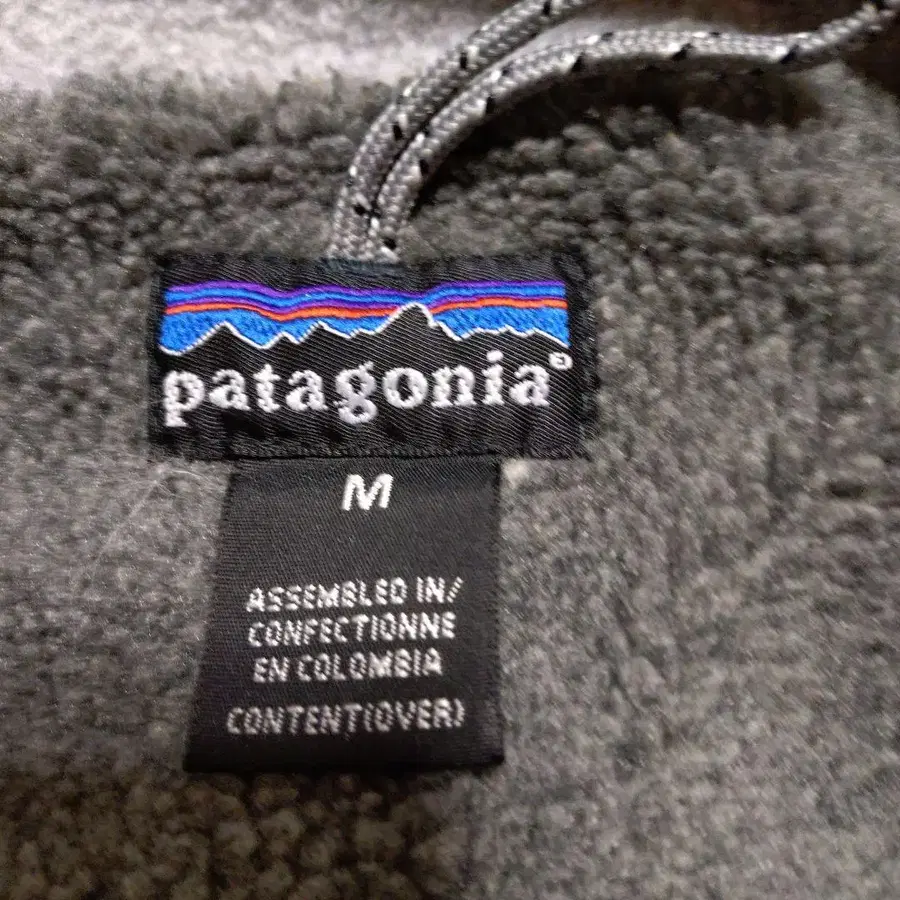 patagonia®
M
ASSEMBLED IN/
CONFECTIONNE
EN COLOMBIA
CONTENT(OVER)